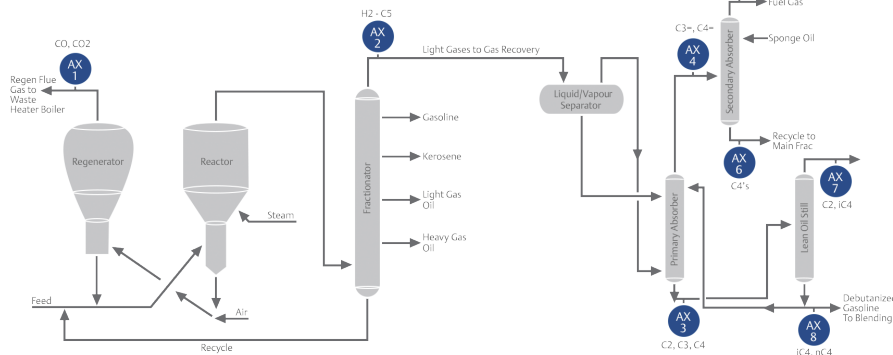 Fuel Gas
H2 - C5
AX
2
C3=, C4=
AX
4
Sponge Oil
Secondary Absorber
CO, CO2
AX
1
Light Gases to Gas Recovery
Regen Flue
Gas to
Waste
Heater Boiler
Liquid/Vapour
Separator
Gasoline
Recycle to
Main Frac
AX
6
C4's
Regenerator
Reactor
Fractionator
Kerosene
AX
7
C2, iC4
Light Gas
Oil
Steam
Primary Absorber
Lean Oil Still
Heavy Gas
Oil
Feed
Air
Recycle
AX
3
C2, C3, C4
Debutanized
Gasoline
To Blending
AX
8
iC4, nC4